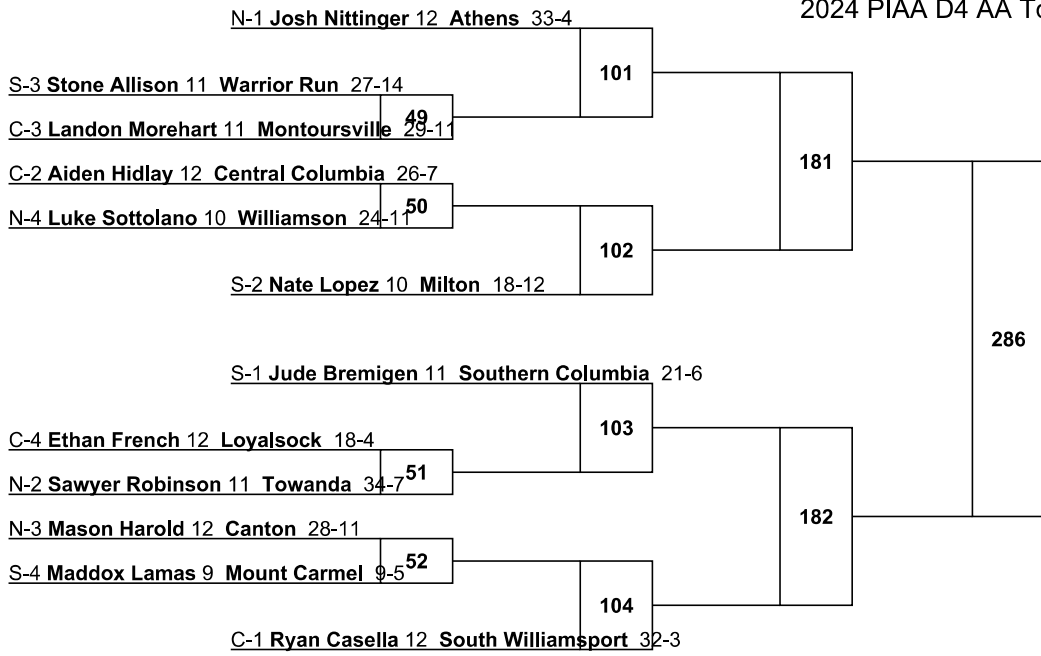 2024 PIAA D4 AA To
N-1 Josh Nittinger 12 Athens 33-4
101
S-3 Stone Allison 11 Warrior Run 27-14
49
C-3 Landon Morehart 11 Montoursville 29-11
181
C-2 Aiden Hidlay 12 Central Columbia 26-7
50
N-4 Luke Sottolano 10 Williamson 24-11
102
S-2 Nate Lopez 10 Milton 18-12
286
S-1 Jude Bremigen 11 Southern Columbia 21-6
103
C-4 Ethan French 12 Loyalsock 18-4
51
N-2 Sawyer Robinson 11 Towanda 34-7
182
N-3 Mason Harold 12 Canton 28-11
52
S-4 Maddox Lamas 9 Mount Carmel 9-5
104
C-1 Ryan Casella 12 South Williamsport 32-3